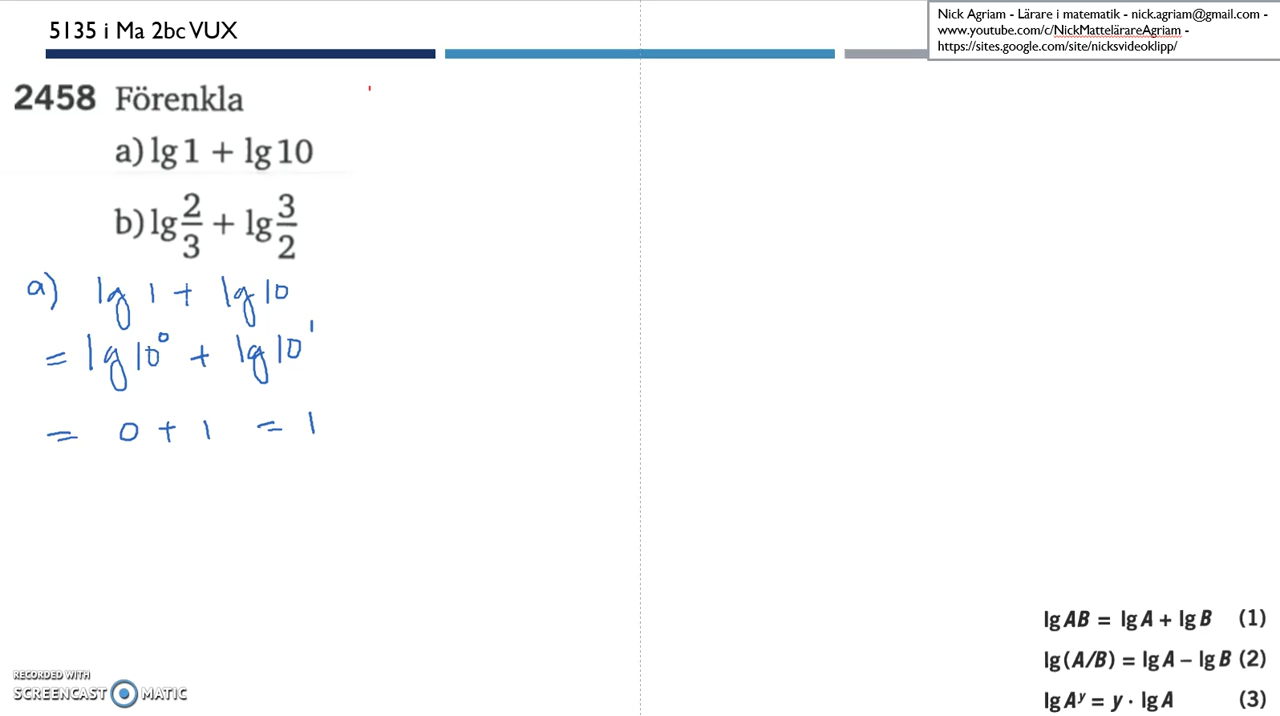 5135 i Ma 2bc VUX
Nick Agriam - Lärare i matematik - nick.agriam@gmail.com -
www.youtube.com/c/NickMattelärareAgriam -
https://sites.google.com/site/nicksvideoklipp/
2458 Förenkla
a) lg 1 + lg 10
b) lg 2/3 + lg 3/2
a) lg 1 + lg 10
= lg 10⁰ + lg 10¹
= 0 + 1 = 1
lg AB = lg A + lg B (1)
lg (A/B) = lg A – lg B (2)
lg Aʸ = y · lg A (3)
RECORDED WITH
SCREENCAST MATIC